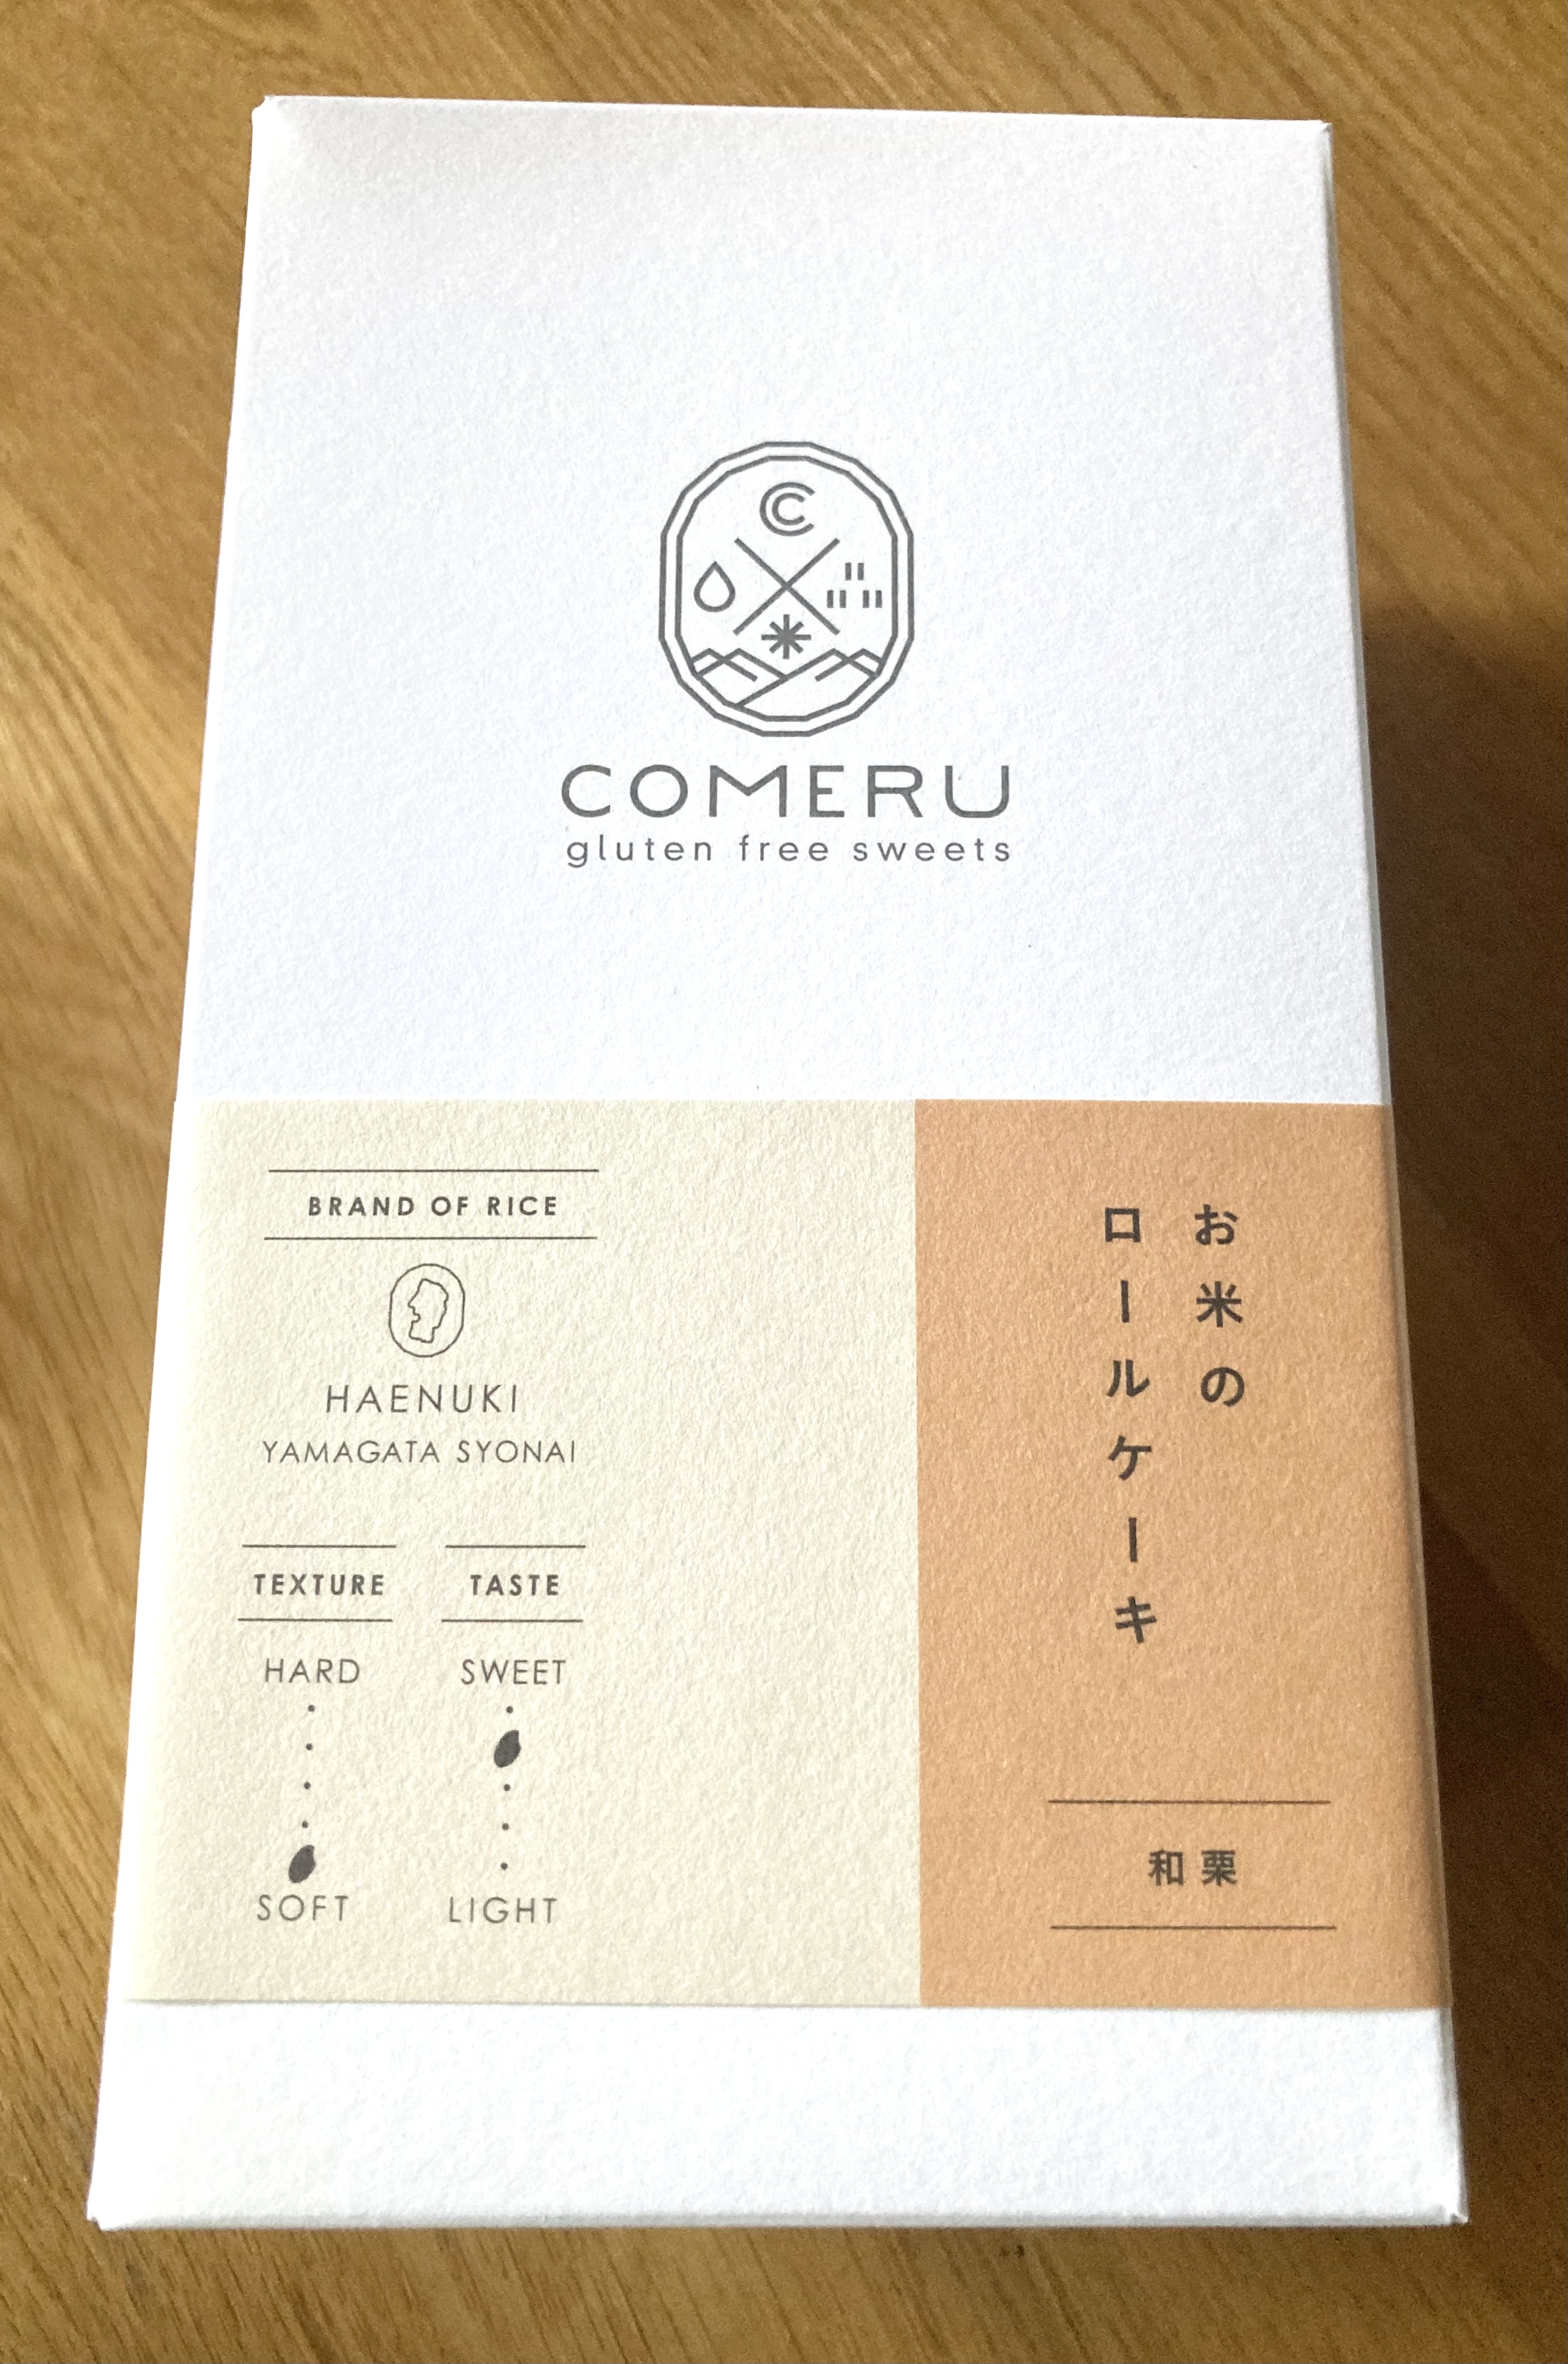 COMERU
gluten free sweets
BRAND OF RICE
HAENUKI
YAMAGATA SYONAI
TEXTURE
HARD
SOFT
TASTE
SWEET
LIGHT
お米の
ロールケーキ
和栗